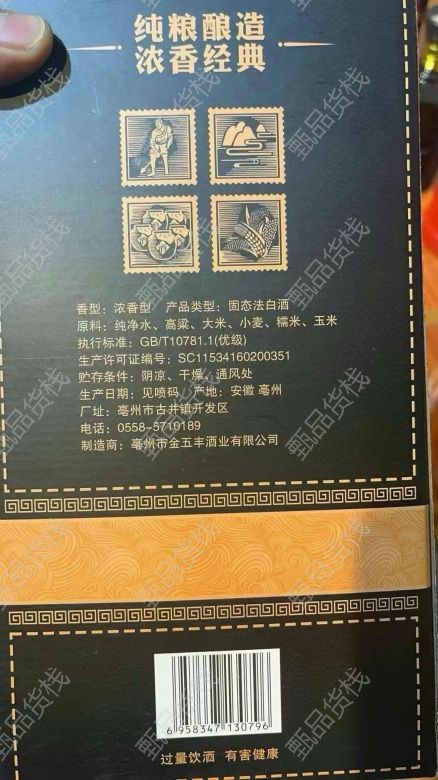 纯粮酿造
浓香经典
香型：浓香型 产品类型：固态法白酒
原料：纯净水、高粱、大米、小麦、糯米、玉米
执行标准：GB/T10781.1(优级)
生产许可证编号：SC11534160200351
贮存条件：阴凉、干燥、通风处
生产日期：见喷码 产地：安徽 亳州
厂址：亳州市古井镇开发区
电话：0558-5710189
制造商：亳州市金五丰酒业有限公司
6 958347 130796
过量饮酒 有害健康
甄品货栈